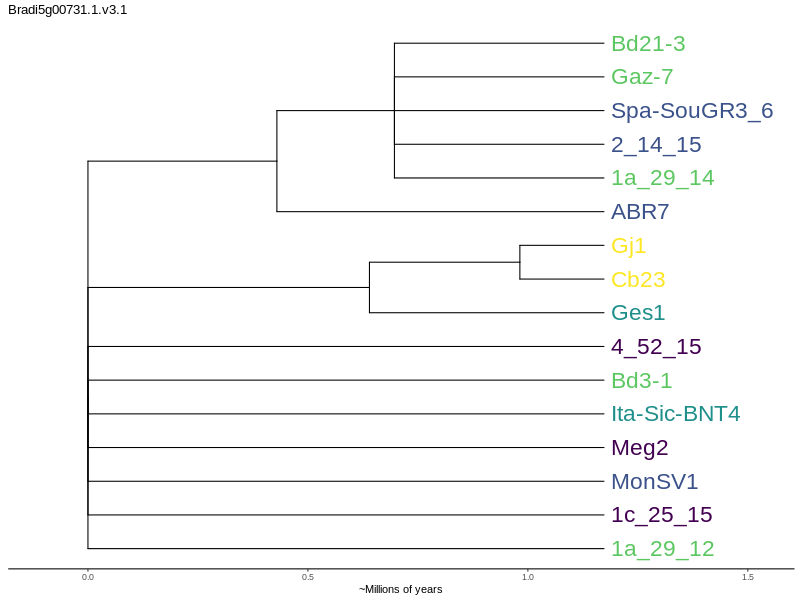 Bradi5g00731.1.v3.1
Bd21-3
Gaz-7
Spa-SouGR3_6
2_14_15
1a_29_14
ABR7
Gj1
Cb23
Ges1
4_52_15
Bd3-1
Ita-Sic-BNT4
Meg2
MonSV1
1c_25_15
1a_29_12
0.0 0.5 1.0 1.5
~Millions of years